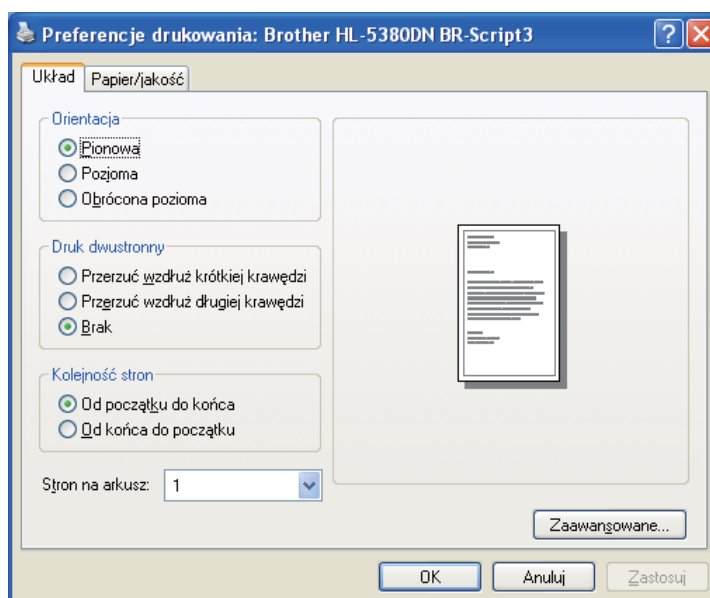 Preferencje drukowania: Brother HL-5380DN BR-Script3
Układ
Papier/jakość
Orientacja
Pionowa
Pozioma
Obrócona pozioma
Druk dwustronny
Przerzuć wzdłuż krótkiej krawędzi
Przerzuć wzdłuż długiej krawędzi
Brak
Kolejność stron
Od początku do końca
Od końca do początku
Stron na arkusz: 1
Zaawansowane...
OK
Anuluj
Zastosuj